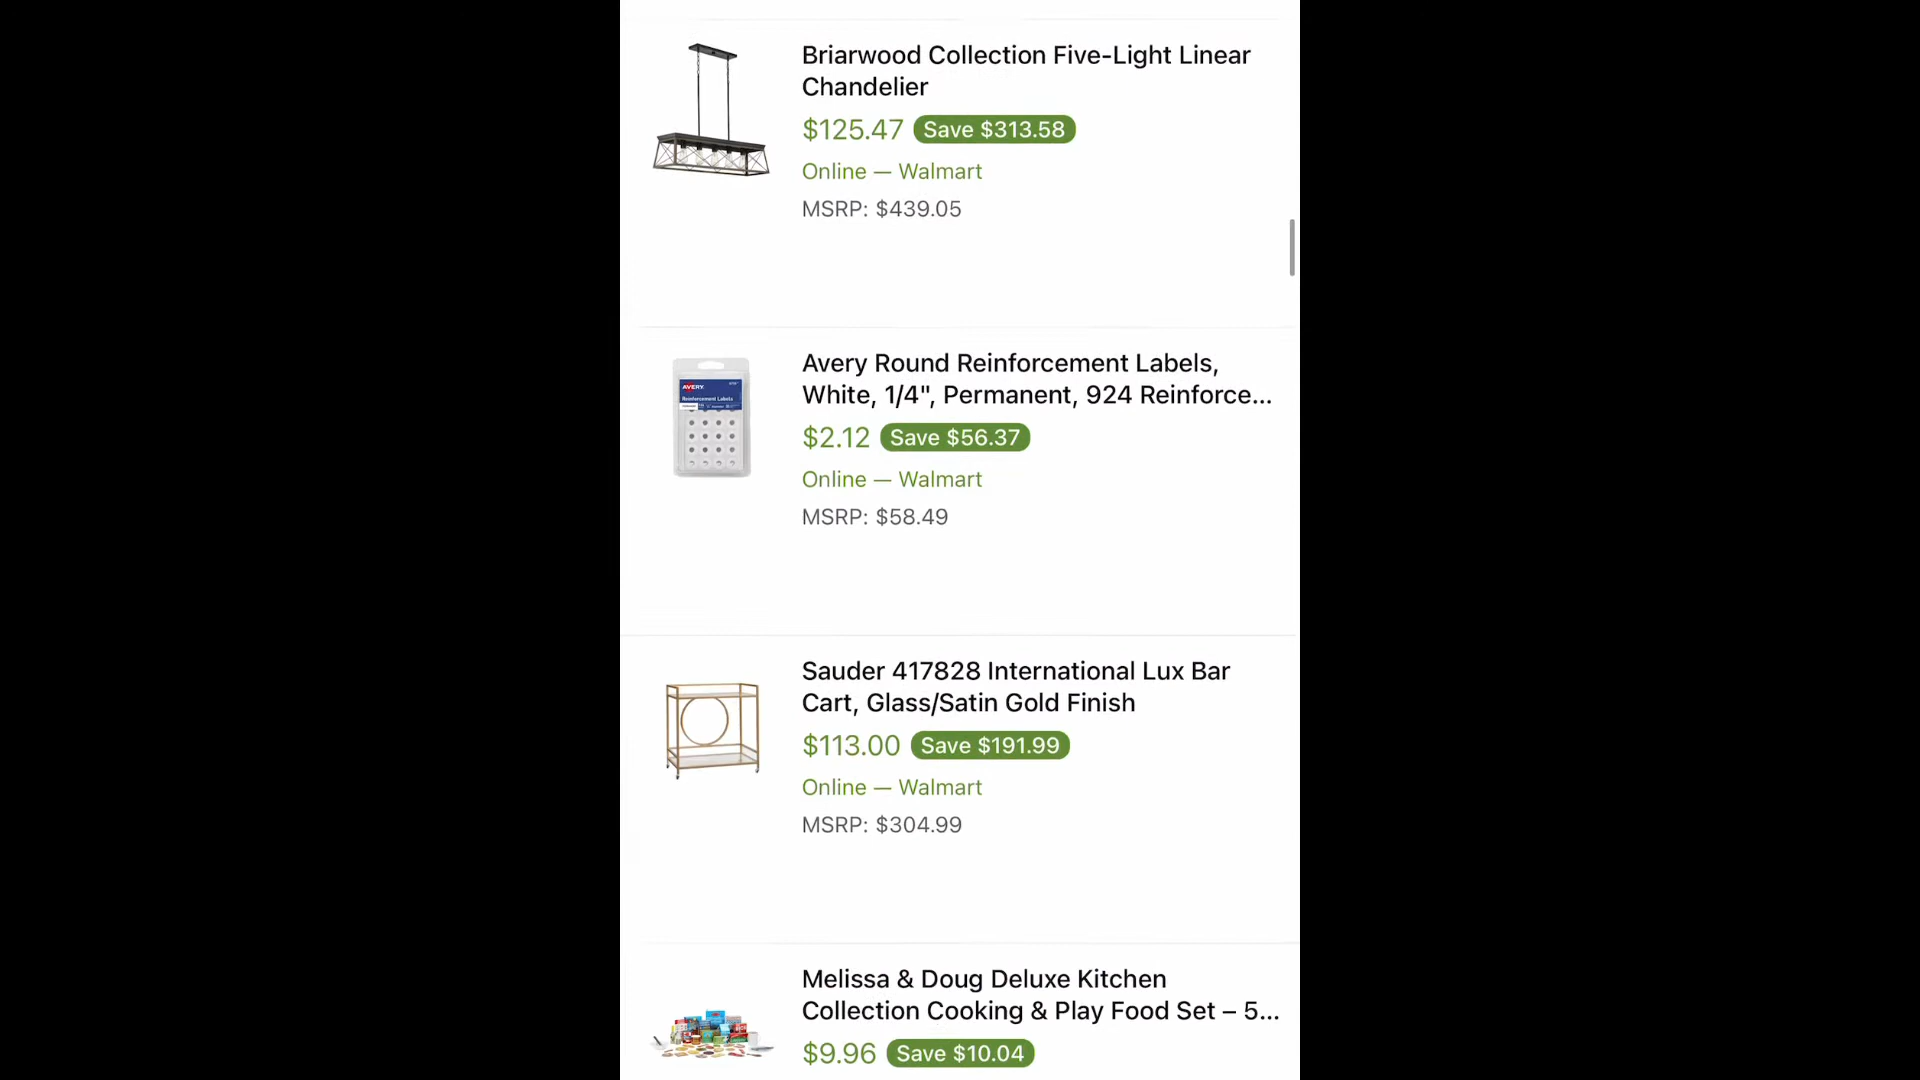 Briarwood Collection Five-Light Linear
Chandelier
$125.47 Save $313.58
Online — Walmart
MSRP: $439.05
Avery Round Reinforcement Labels,
White, 1/4", Permanent, 924 Reinforce...
$2.12 Save $56.37
Online — Walmart
MSRP: $58.49
AVERY
Reinforcement Labels
Sauder 417828 International Lux Bar
Cart, Glass/Satin Gold Finish
$113.00 Save $191.99
Online — Walmart
MSRP: $304.99
Melissa & Doug Deluxe Kitchen
Collection Cooking & Play Food Set – 5...
$9.96 Save $10.04